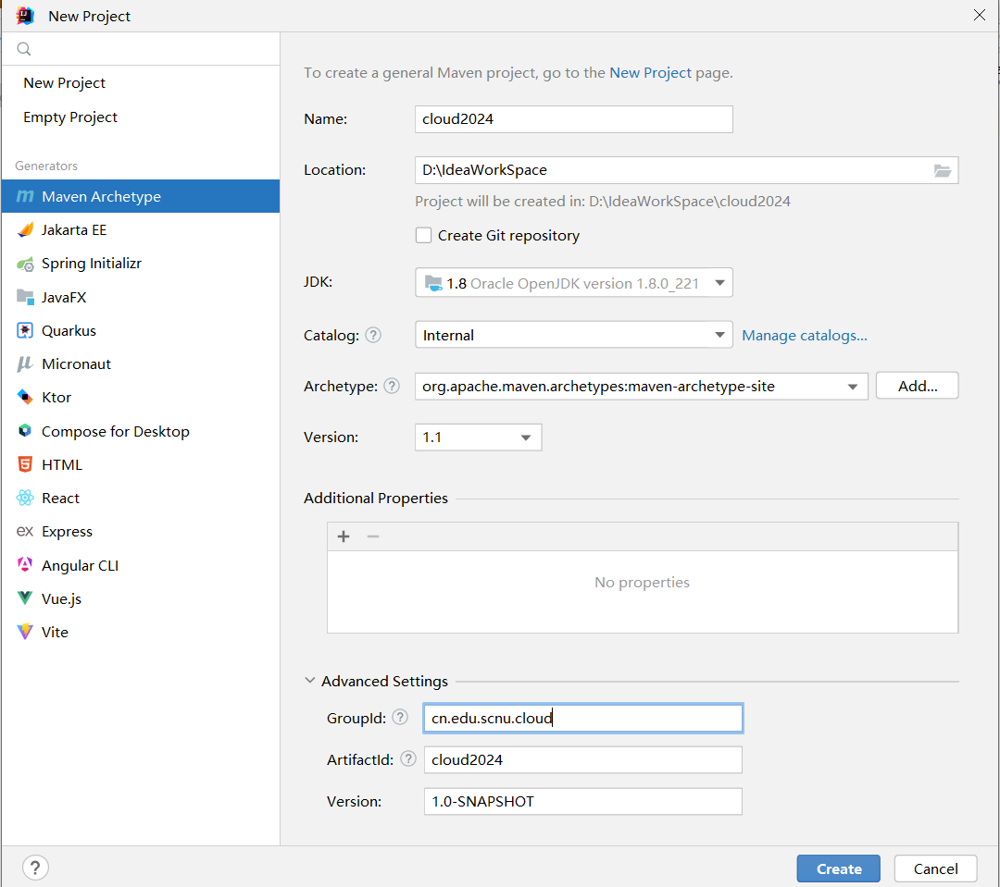 New Project
New Project
Empty Project
Generators
Maven Archetype
Jakarta EE
Spring Initializr
JavaFX
Quarkus
Micronaut
Ktor
Compose for Desktop
HTML
React
ex Express
Angular CLI
Vue.js
Vite
To create a general Maven project, go to the New Project page.
Name: cloud2024
Location: D:\IdeaWorkSpace
Project will be created in: D:\IdeaWorkSpace\cloud2024
Create Git repository
JDK: 1.8 Oracle OpenJDK version 1.8.0_221
Catalog: ? Internal Manage catalogs...
Archetype: ? org.apache.maven.archetypes:maven-archetype-site Add...
Version: 1.1
Additional Properties
No properties
Advanced Settings
GroupId: ? cn.edu.scnu.cloud
ArtifactId: ? cloud2024
Version: 1.0-SNAPSHOT
? Create Cancel